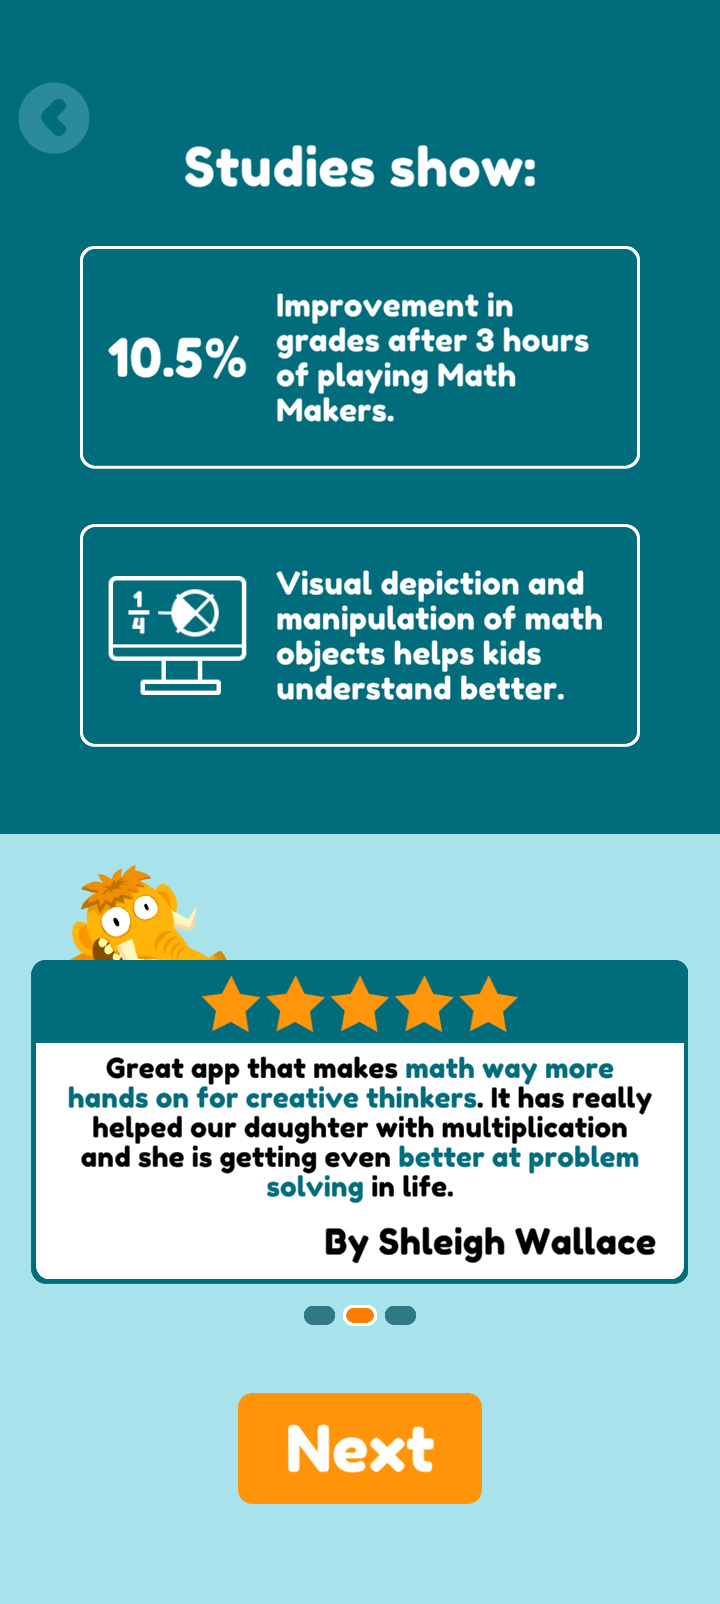 Studies show:
10.5%
Improvement in
grades after 3 hours
of playing Math
Makers.
1
4
Visual depiction and
manipulation of math
objects helps kids
understand better.
Great app that makes math way more
hands on for creative thinkers. It has really
helped our daughter with multiplication
and she is getting even better at problem
solving in life.
By Shleigh Wallace
Next